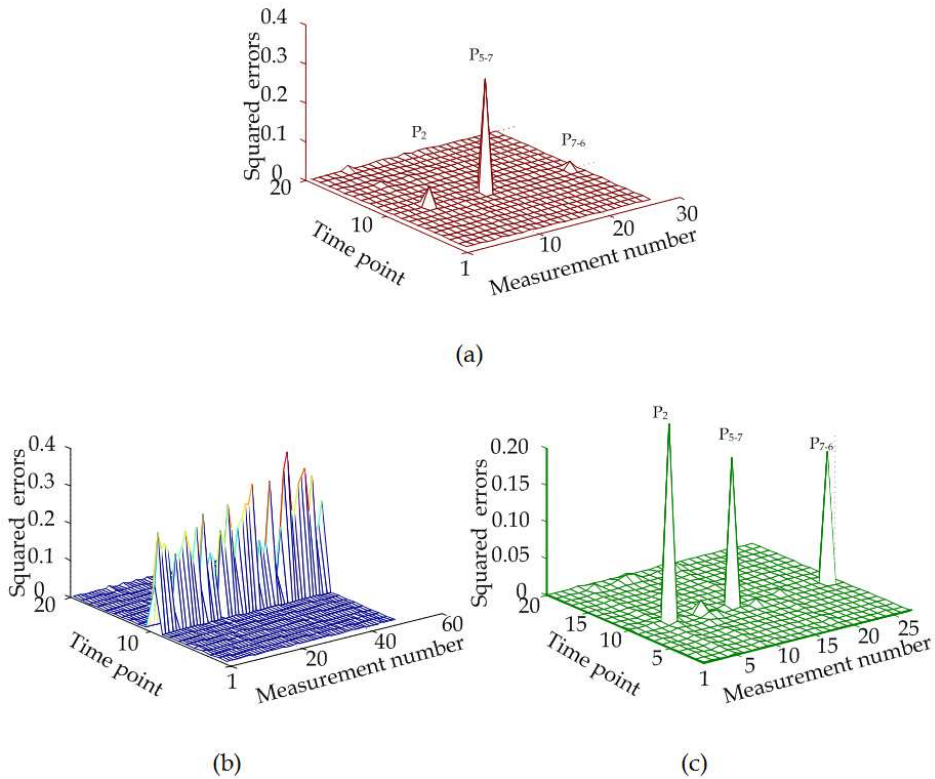 0.4
0.3
0.2
0.1
0
Squared errors
P5-7
P2
P7-6
20
10
1
Time point
10
20
30
Measurement number
(a)
0.4
0.3
0.2
0.1
0
Squared errors
20
10
1
Time point
20
40
60
Measurement number
(b)
0.20
0.15
0.10
0.05
0
Squared errors
P2
P5-7
P7-6
20
15
10
5
1
Time point
5
10
15
20
25
Measurement number
(c)